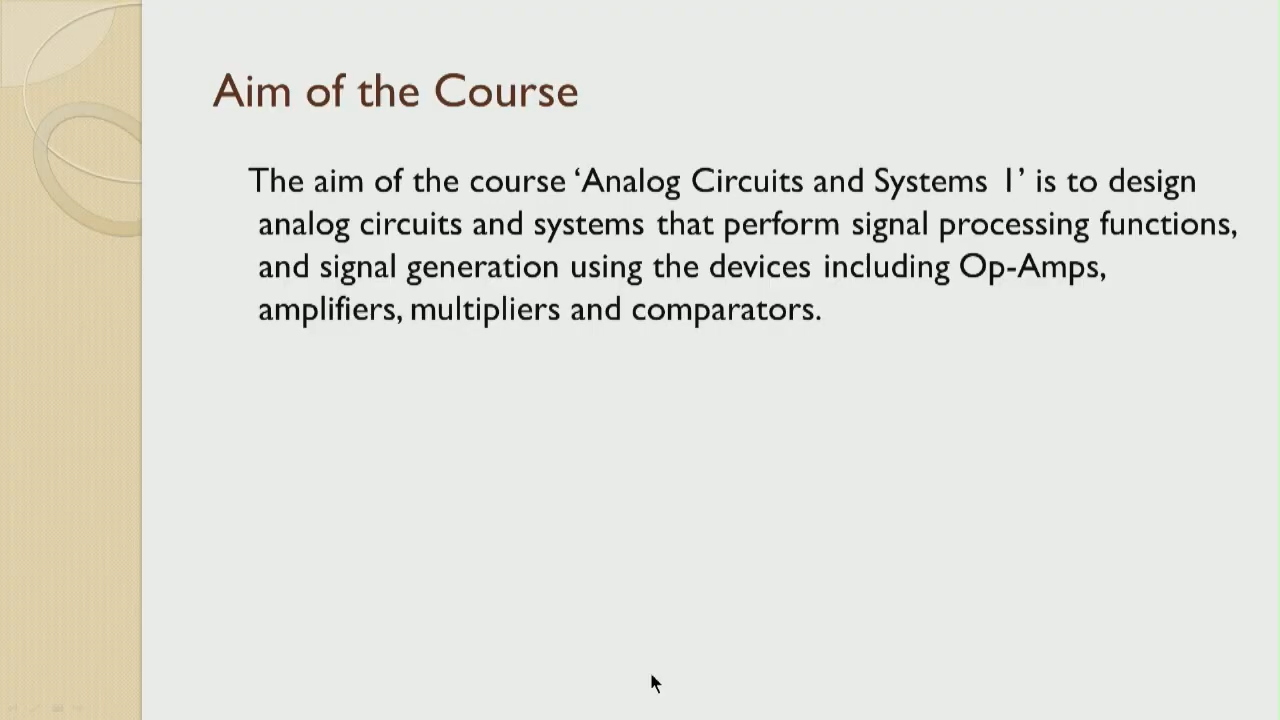 Aim of the Course
The aim of the course ‘Analog Circuits and Systems 1’ is to design
analog circuits and systems that perform signal processing functions,
and signal generation using the devices including Op-Amps,
amplifiers, multipliers and comparators.